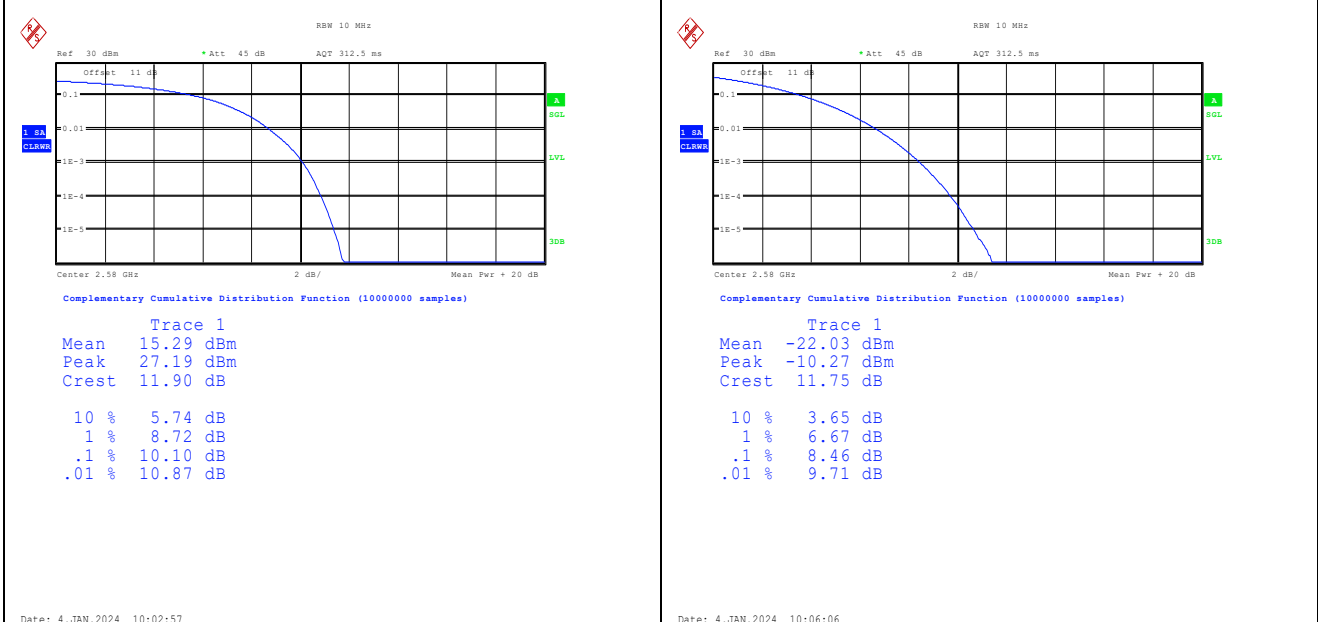 R S
RBW 10 MHz
Ref 30 dBm * Att 45 dB AQT 312.5 ms
Offset 11 dB
0.1
A
SGL
1 SA
CLRWR
0.01
1E-3
LVL
1E-4
1E-5
3DB
Center 2.58 GHz 2 dB/ Mean Pwr + 20 dB
Complementary Cumulative Distribution Function (10000000 samples)
Trace 1
Mean 15.29 dBm
Peak 27.19 dBm
Crest 11.90 dB
10 % 5.74 dB
1 % 8.72 dB
.1 % 10.10 dB
.01 % 10.87 dB
Date: 4.JAN.2024 10:02:57
R S
RBW 10 MHz
Ref 30 dBm * Att 45 dB AQT 312.5 ms
Offset 11 dB
0.1
A
SGL
1 SA
CLRWR
0.01
1E-3
LVL
1E-4
1E-5
3DB
Center 2.58 GHz 2 dB/ Mean Pwr + 20 dB
Complementary Cumulative Distribution Function (10000000 samples)
Trace 1
Mean -22.03 dBm
Peak -10.27 dBm
Crest 11.75 dB
10 % 3.65 dB
1 % 6.67 dB
.1 % 8.46 dB
.01 % 9.71 dB
Date: 4.JAN.2024 10:06:06